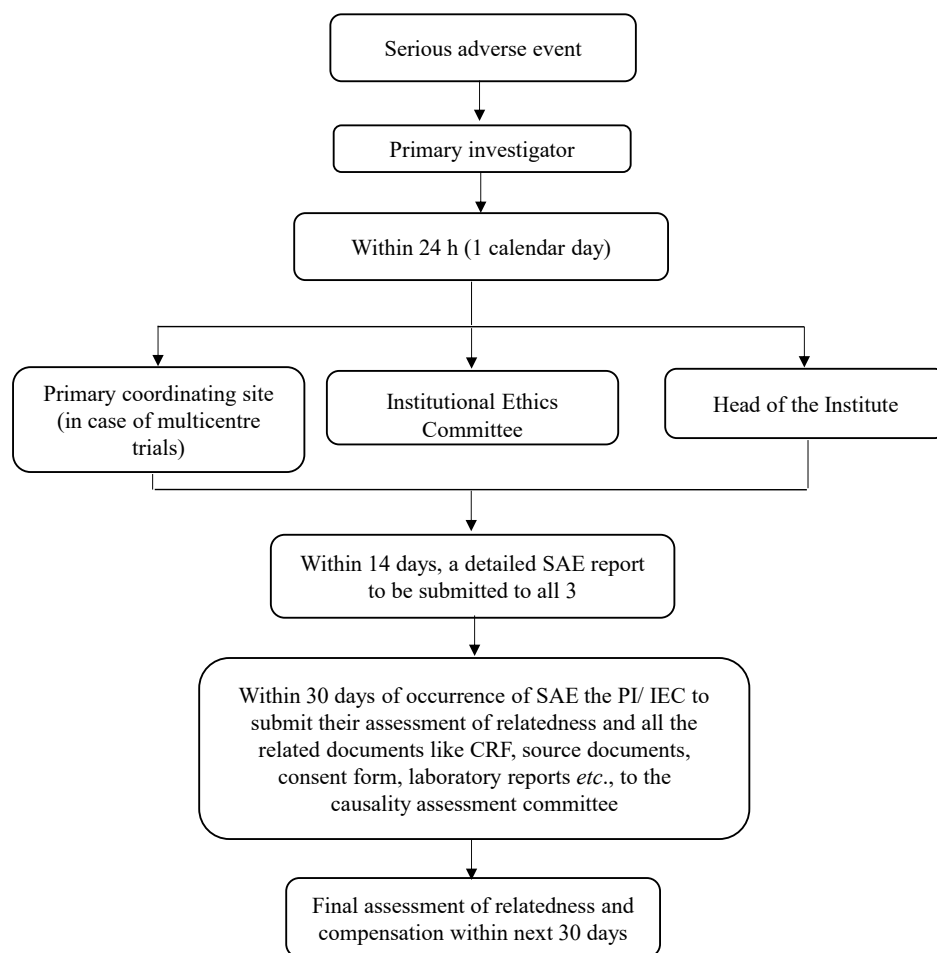 Serious adverse event
Primary investigator
Within 24 h (1 calendar day)
Primary coordinating site
(in case of multicentre
trials)
Institutional Ethics
Committee
Head of the Institute
Within 14 days, a detailed SAE report
to be submitted to all 3
Within 30 days of occurrence of SAE the PI/ IEC to
submit their assessment of relatedness and all the
related documents like CRF, source documents,
consent form, laboratory reports etc., to the
causality assessment committee
Final assessment of relatedness and
compensation within next 30 days